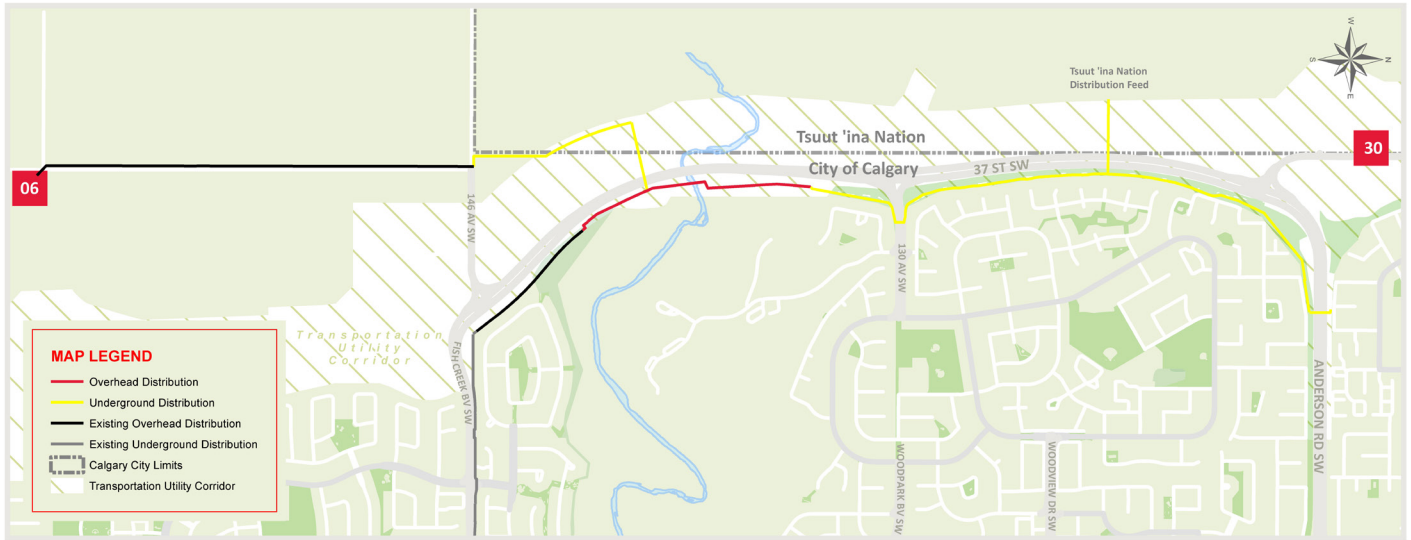 W
N
S
E
Tsuut 'ina Nation
Distribution Feed
Tsuut 'ina Nation
City of Calgary
37 ST SW
30
06
146 AV SW
130 AV SW
Transportation
Utility
Corridor
FISH CREEK BV SW
ANDERSON RD SW
WOODPARK BV SW
WOODVIEW DR SW
MAP LEGEND
Overhead Distribution
Underground Distribution
Existing Overhead Distribution
Existing Underground Distribution
Calgary City Limits
Transportation Utility Corridor